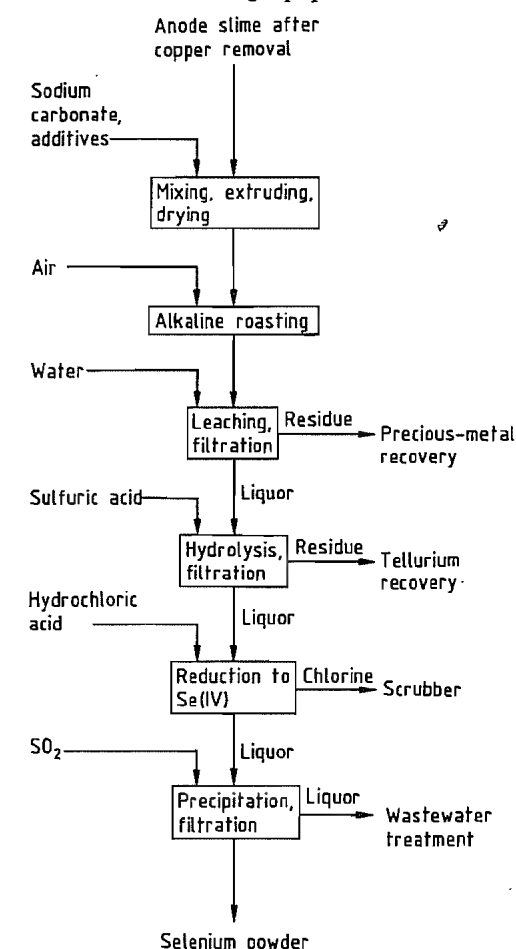 Anode slime after
copper removal
Sodium
carbonate,
additives
Mixing, extruding,
drying
Air
Alkaline roasting
Water
Leaching,
filtration
Residue
Precious-metal
recovery
Liquor
Sulfuric acid
Hydrolysis,
filtration
Residue
Tellurium
recovery
Liquor
Hydrochloric
acid
Reduction to
Se(IV)
Chlorine
Scrubber
Liquor
SO₂
Precipitation,
filtration
Liquor
Wastewater
treatment
Selenium powder